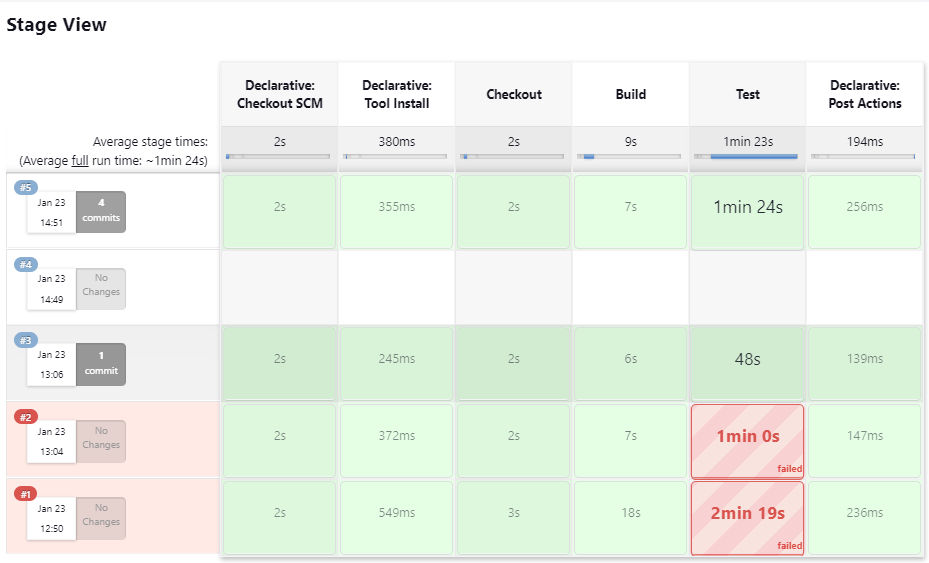 Stage View
Declarative: Checkout SCM
Declarative: Tool Install
Checkout
Build
Test
Declarative: Post Actions
Average stage times:
(Average full run time: ~1min 24s)
2s
380ms
2s
9s
1min 23s
194ms
#5
Jan 23
14:51
4
commits
2s
355ms
2s
7s
1min 24s
256ms
#4
Jan 23
14:49
No
Changes
#3
Jan 23
13:06
1
commit
2s
245ms
2s
6s
48s
139ms
#2
Jan 23
13:04
No
Changes
2s
372ms
2s
7s
1min 0s
failed
147ms
#1
Jan 23
12:50
No
Changes
2s
549ms
3s
18s
2min 19s
failed
236ms